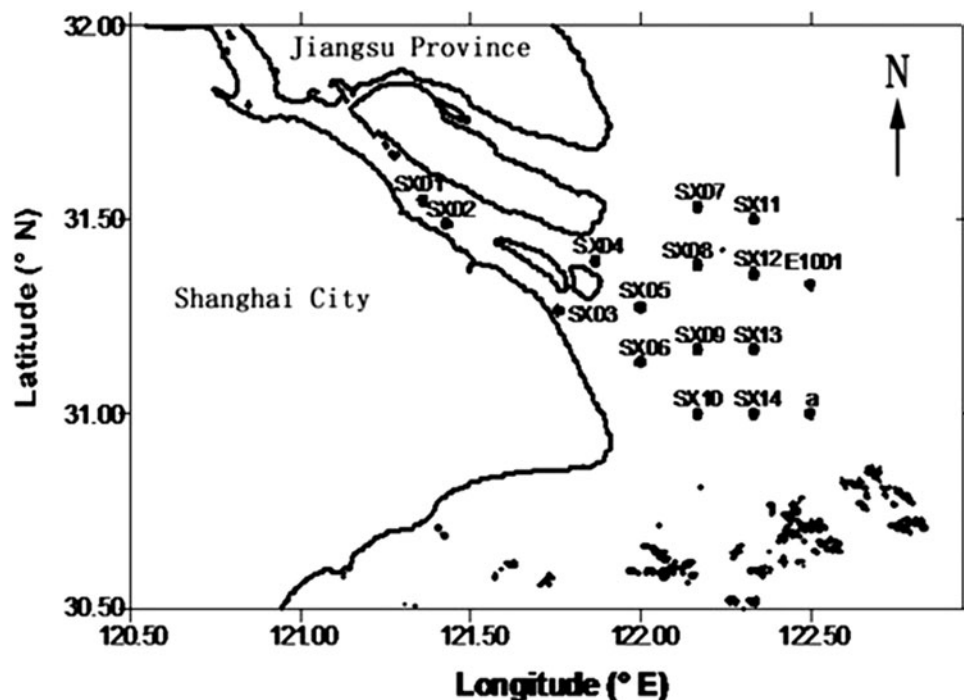 32.00
Jiangsu Province
N
31.50
SX01
SX02
SX07
SX11
SX04
SX08
SX12
E1001
Shanghai City
SX05
SX03
SX06
SX09
SX13
31.00
SX10
SX14
a
30.50
120.50
121.00
121.50
122.00
122.50
Latitude (° N)
Longitude (° E)